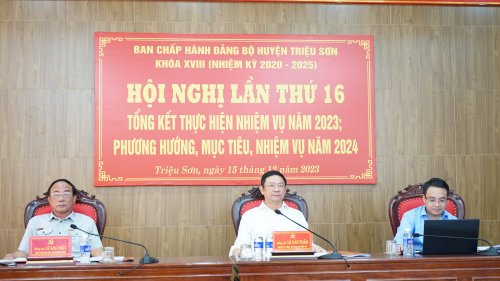 BAN CHẤP HÀNH ĐẢNG BỘ HUYỆN TRIỆU SƠN
KHÓA XVIII (NHIỆM KỲ 2020 - 2025)
HỘI NGHỊ LẦN THỨ 16
TỔNG KẾT THỰC HIỆN NHIỆM VỤ NĂM 2023;
PHƯƠNG HƯỚNG, MỤC TIÊU, NHIỆM VỤ NĂM 2024
Triệu Sơn, ngày 15 tháng 12 năm 2023